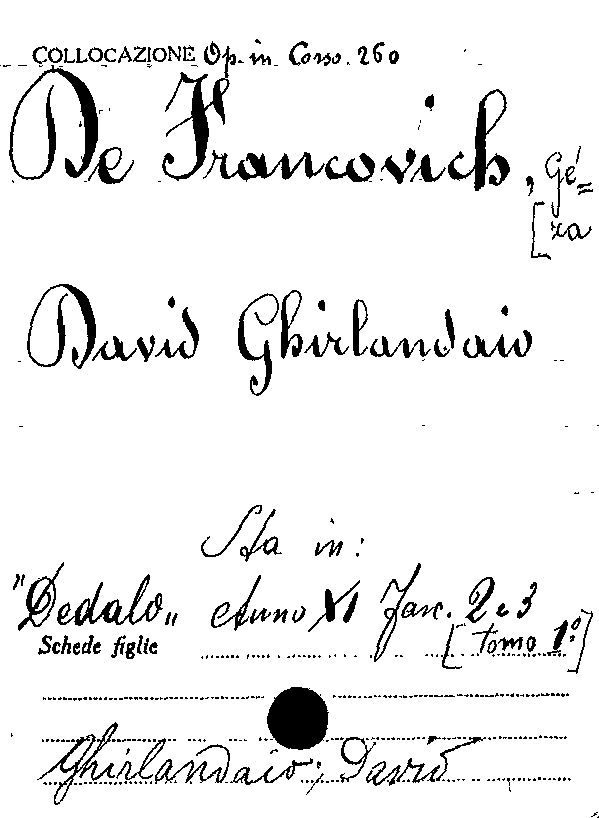 COLLOCAZIONE Op. in Corso. 260
De Francovich, Gé=
[za
David Ghirlandaio
Sta in:
"Dedalo„ Anno XI Fasc. 2 e 3
Schede figlie [tomo 1º]
Ghirlandaio, David